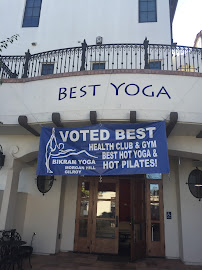 BEST YOGA
VOTED BEST
HEALTH CLUB & GYM
BEST HOT YOGA &
HOT PILATES!
BIKRAM YOGA
MORGAN HILL
GILROY